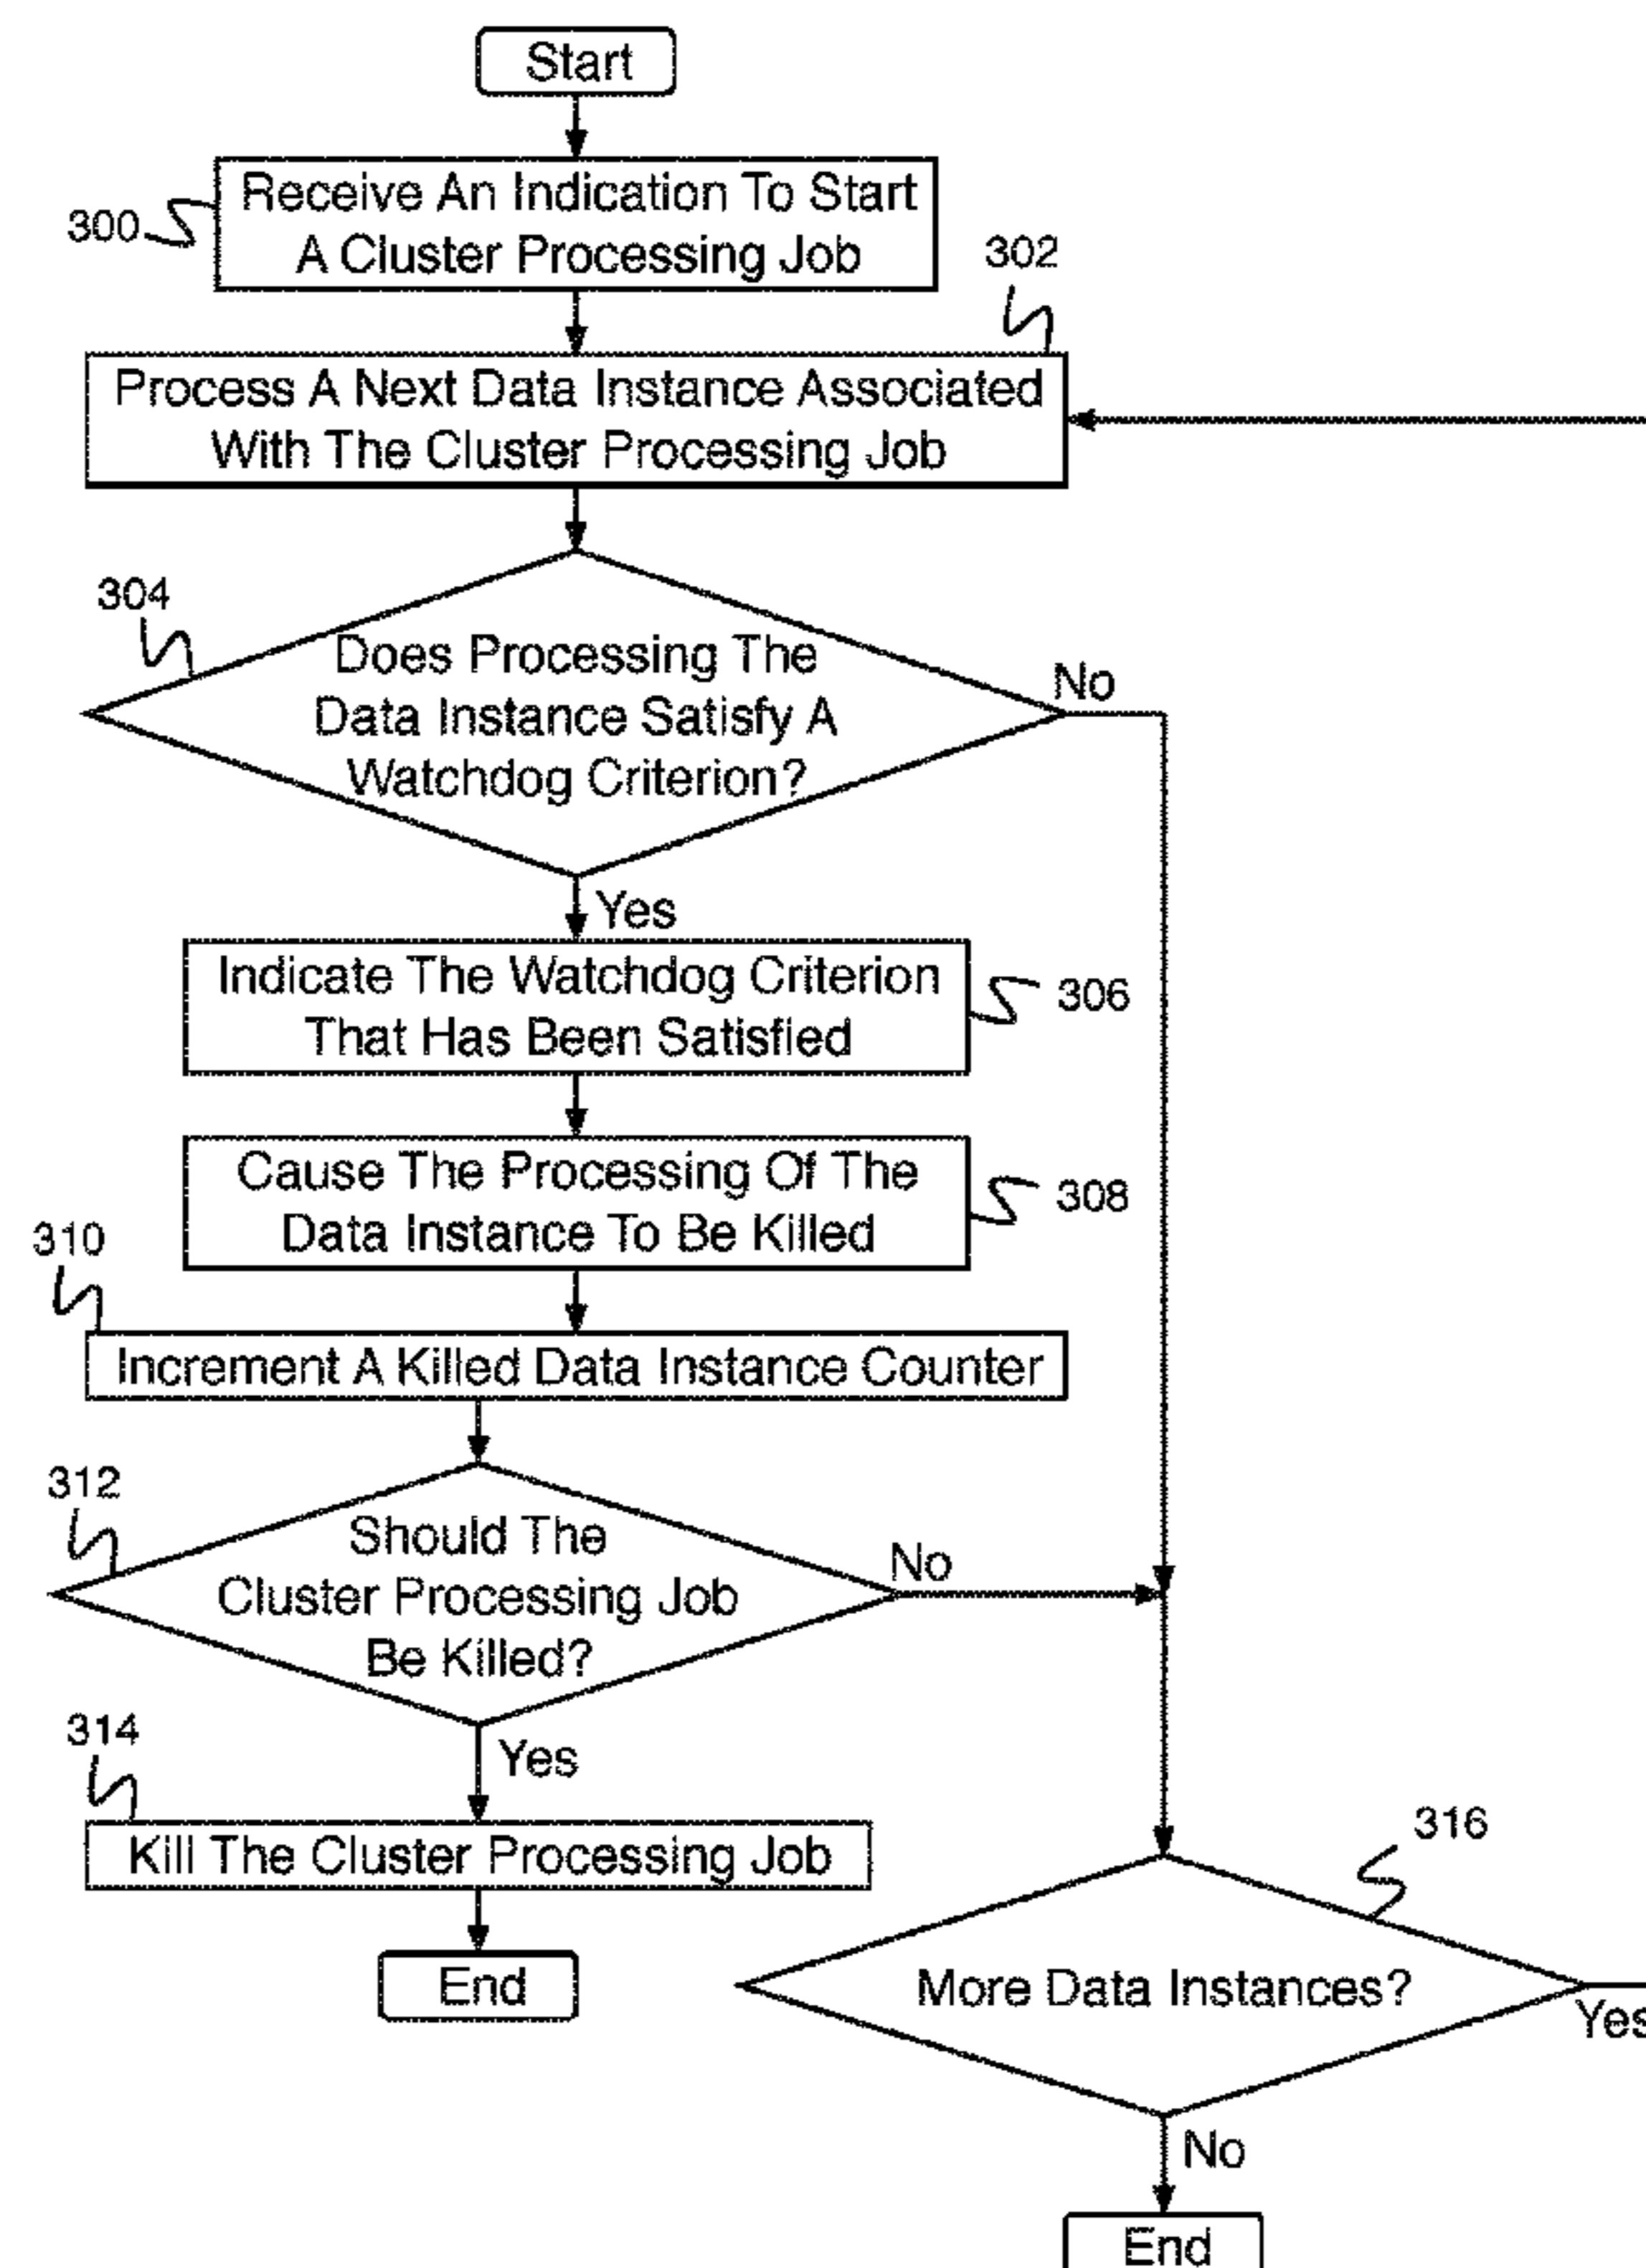 Start
300
Receive An Indication To Start
A Cluster Processing Job
302
Process A Next Data Instance Associated
With The Cluster Processing Job
304
Does Processing The
Data Instance Satisfy A
Watchdog Criterion?
No
Yes
Indicate The Watchdog Criterion
That Has Been Satisfied
306
Cause The Processing Of The
Data Instance To Be Killed
308
310
Increment A Killed Data Instance Counter
312
Should The
Cluster Processing Job
Be Killed?
No
Yes
314
Kill The Cluster Processing Job
End
316
More Data Instances?
Yes
No
End